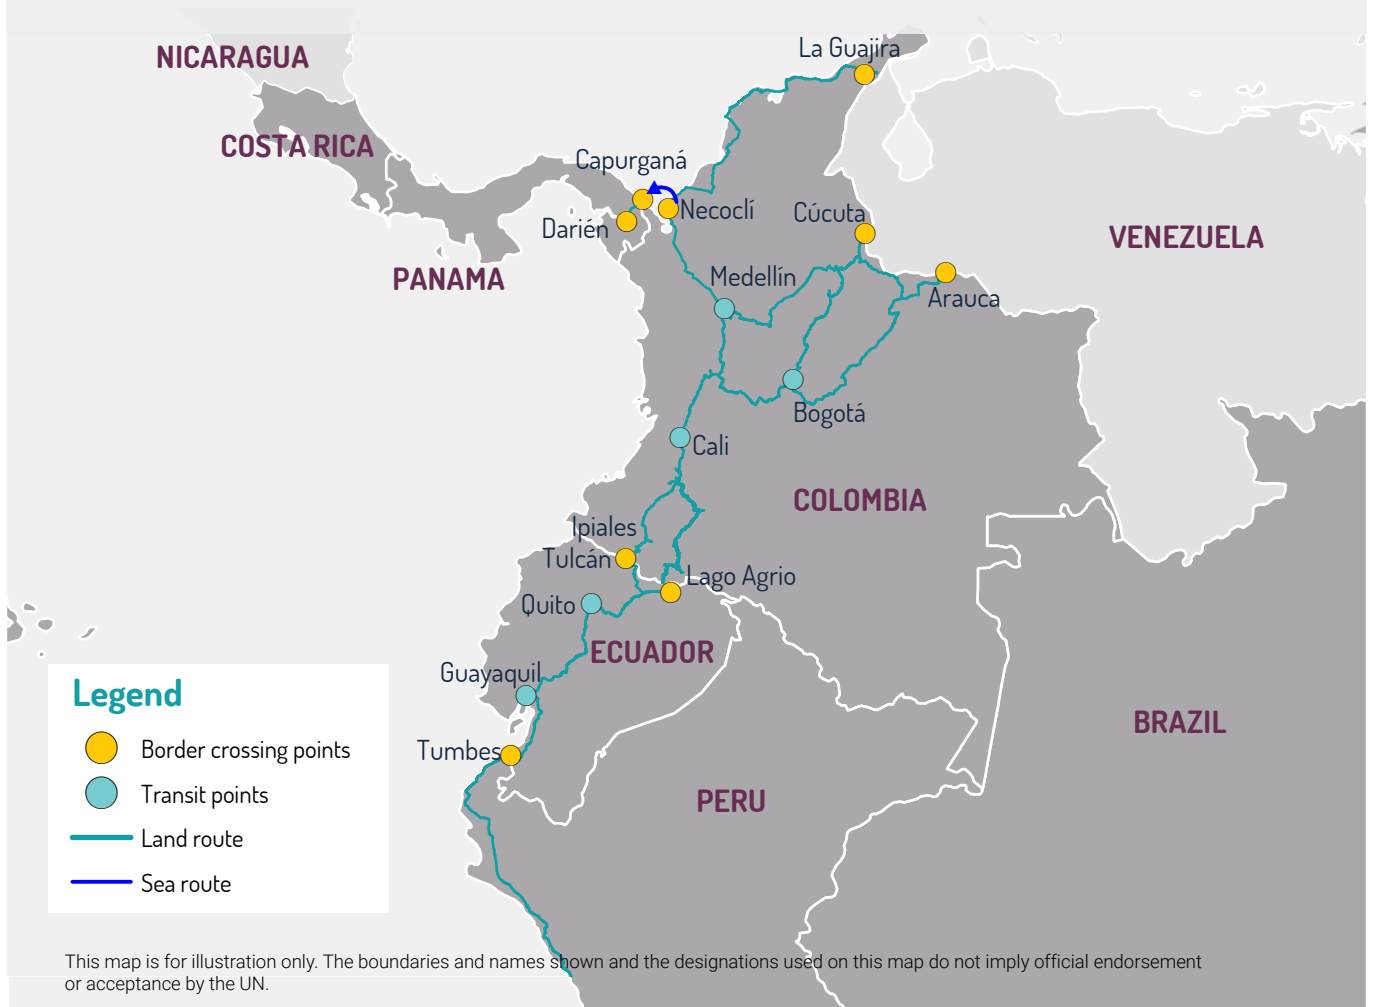 La Guajira
NICARAGUA
COSTA RICA
Capurganá
Necoclí
Cúcuta
Darién
VENEZUELA
PANAMA
Medellín
Arauca
Bogotá
Cali
COLOMBIA
Ipiales
Tulcán
Lago Agrio
Quito
ECUADOR
Guayaquil
BRAZIL
Tumbes
PERU
Legend
Border crossing points
Transit points
Land route
Sea route
This map is for illustration only. The boundaries and names shown and the designations used on this map do not imply official endorsement
or acceptance by the UN.